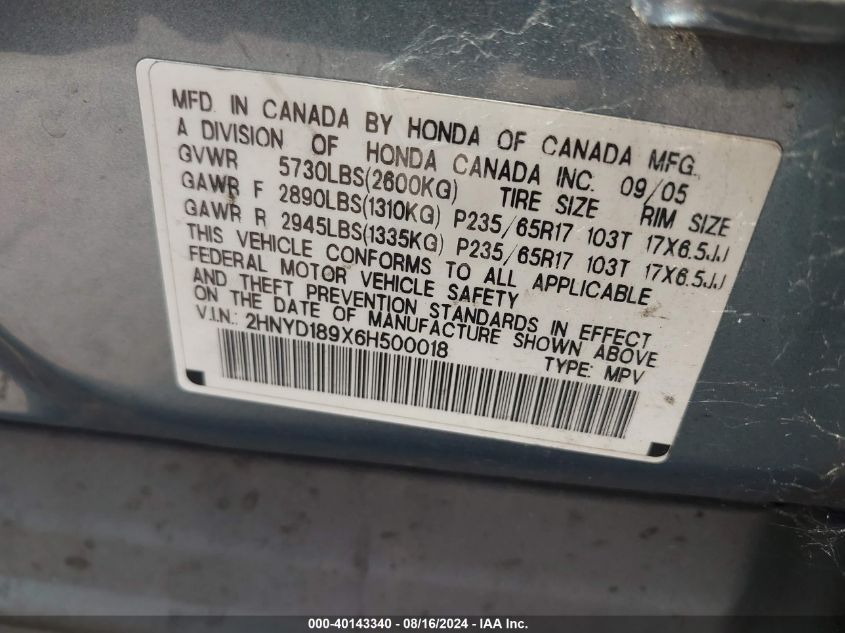 MFD. IN CANADA BY HONDA OF CANADA MFG.,
A DIVISION OF HONDA CANADA INC. 09/05
GVWR 5730LBS(2600KG) TIRE SIZE RIM SIZE
GAWR F 2890LBS(1310KG) P235/65R17 103T 17X6.5JJ
GAWR R 2945LBS(1335KG) P235/65R17 103T 17X6.5JJ
THIS VEHICLE CONFORMS TO ALL APPLICABLE
FEDERAL MOTOR VEHICLE SAFETY
AND THEFT PREVENTION STANDARDS IN EFFECT
ON THE DATE OF MANUFACTURE SHOWN ABOVE
V.I.N.: 2HNYD189X6H500018 TYPE: MPV
000-40143340 - 08/16/2024 - IAA Inc.